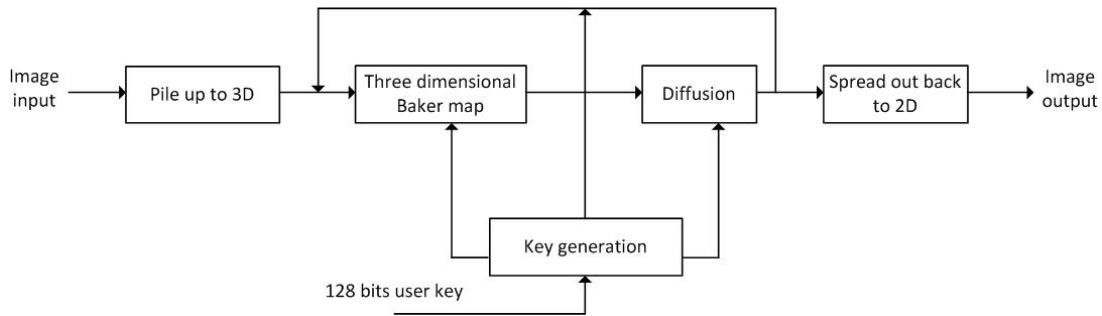 Image
input
Pile up to 3D
Three dimensional
Baker map
Diffusion
Spread out back
to 2D
Image
output
Key generation
128 bits user key